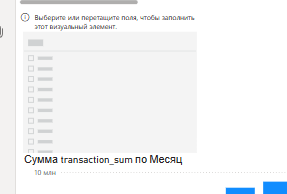 Выберите или перетащите поля, чтобы заполнить
этот визуальный элемент.
Сумма transaction_sum по Месяц
10 млн